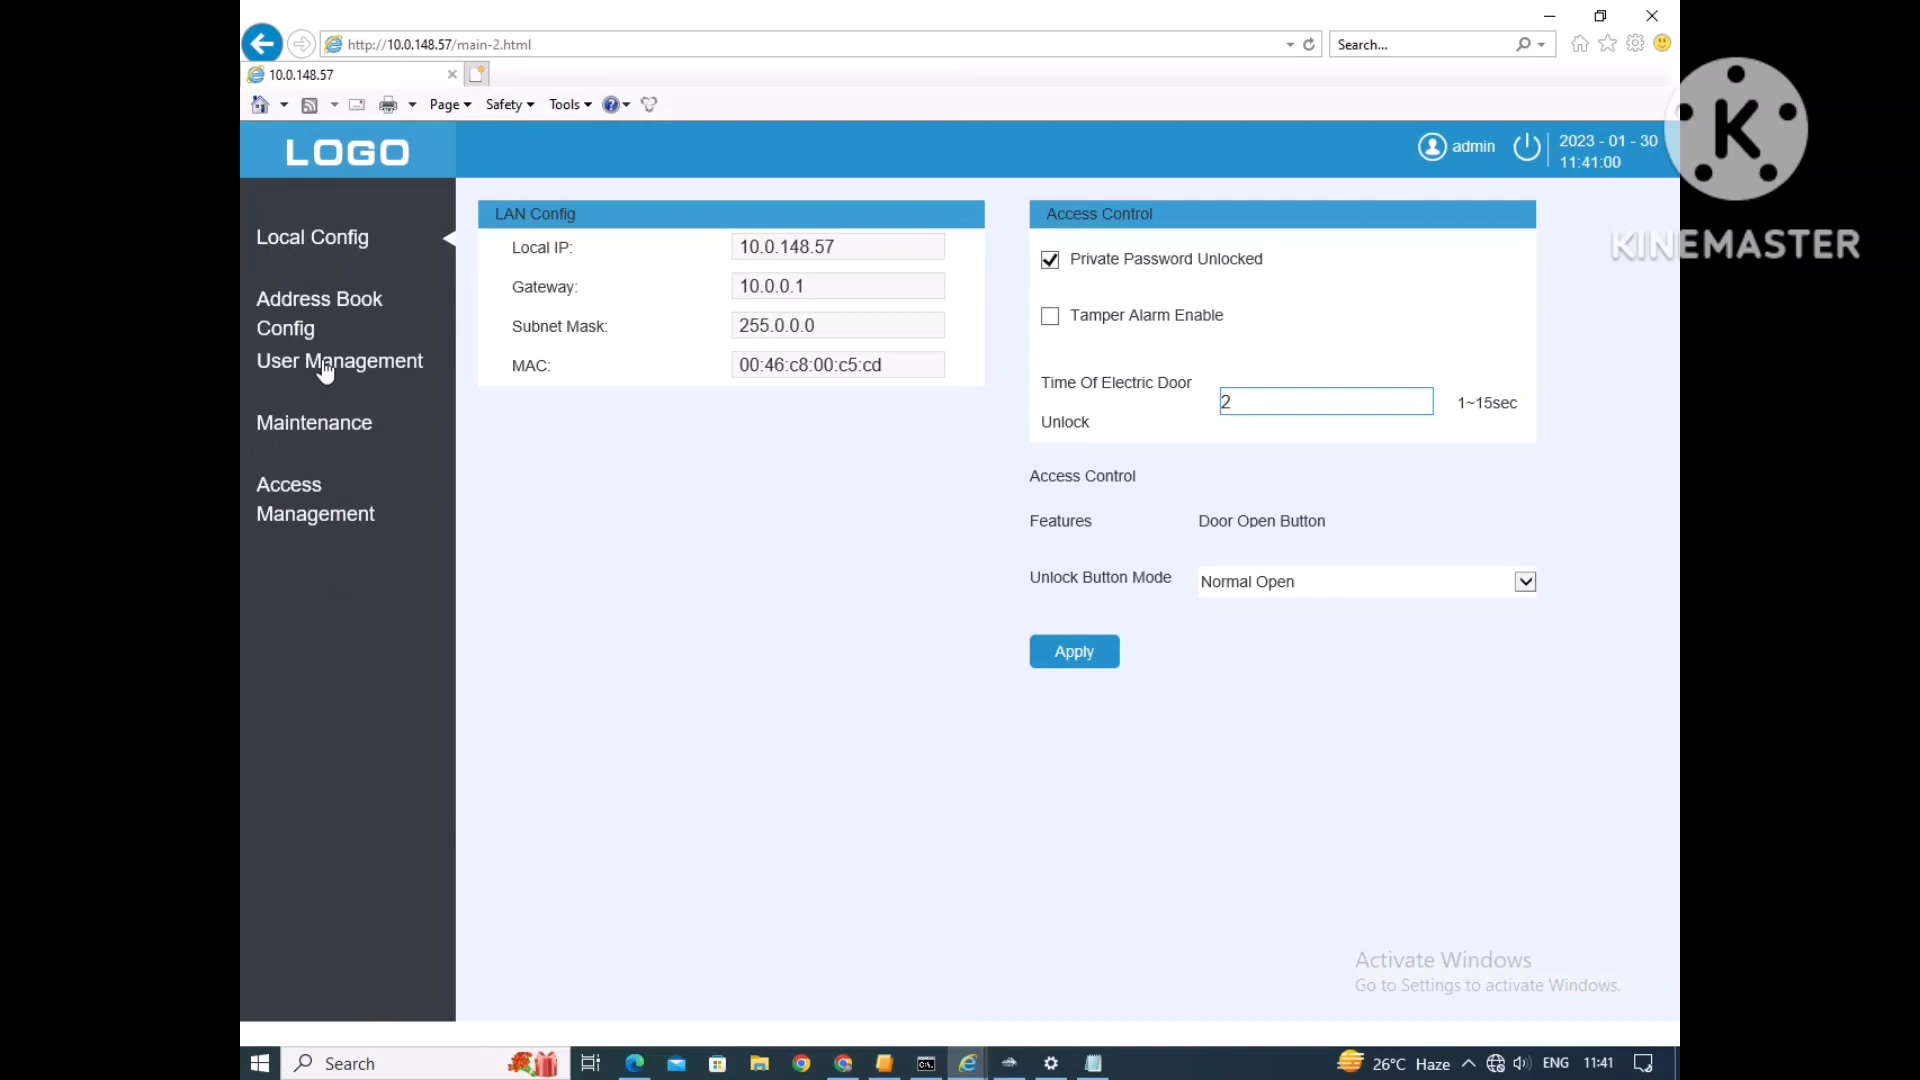 http://10.0.148.57/main-2.html
Search...
10.0.148.57
Page
Safety
Tools
LOGO
admin
2023 - 01 - 30
11:41:00
K
KINEMASTER
Local Config
Address Book
Config
User Management
Maintenance
Access
Management
LAN Config
Local IP: 10.0.148.57
Gateway: 10.0.0.1
Subnet Mask: 255.0.0.0
MAC: 00:46:c8:00:c5:cd
Access Control
Private Password Unlocked
Tamper Alarm Enable
Time Of Electric Door
Unlock
2
1~15sec
Access Control
Features Door Open Button
Unlock Button Mode Normal Open
Apply
Activate Windows
Go to Settings to activate Windows.
Search
26°C Haze
ENG
11:41